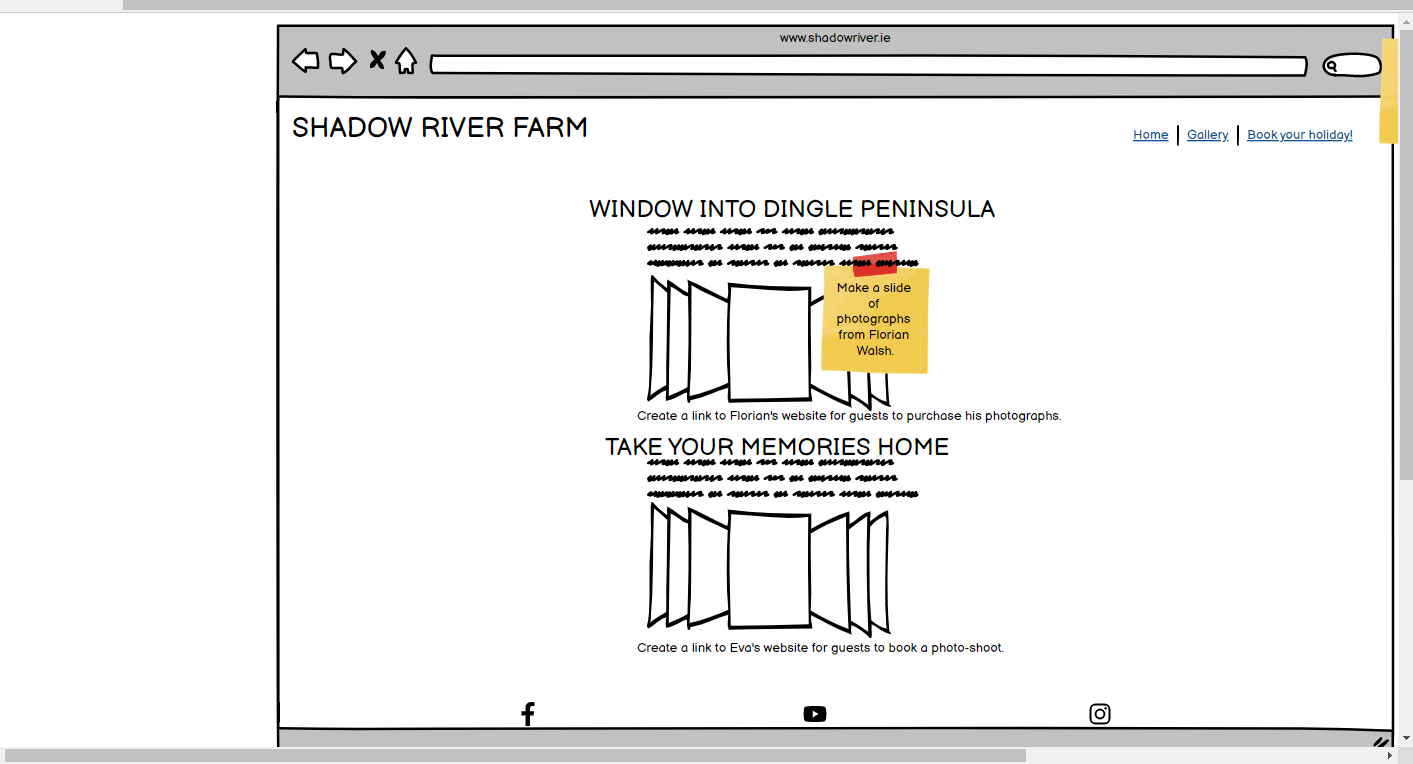 www.shadowriver.ie
SHADOW RIVER FARM
Home Gallery Book your holiday!
WINDOW INTO DINGLE PENINSULA
Make a slide
of
photographs
from Florian
Walsh.
Create a link to Florian's website for guests to purchase his photographs.
TAKE YOUR MEMORIES HOME
Create a link to Eva's website for guests to book a photo-shoot.